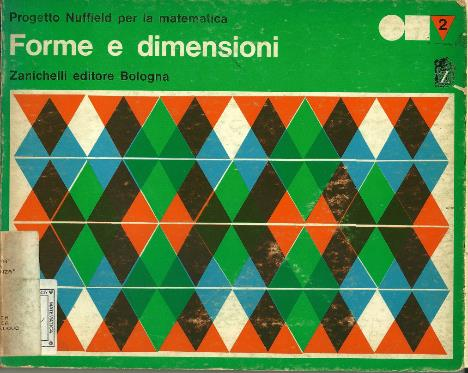 Progetto Nuffield per la matematica
2
Forme e dimensioni
Zanichelli editore Bologna